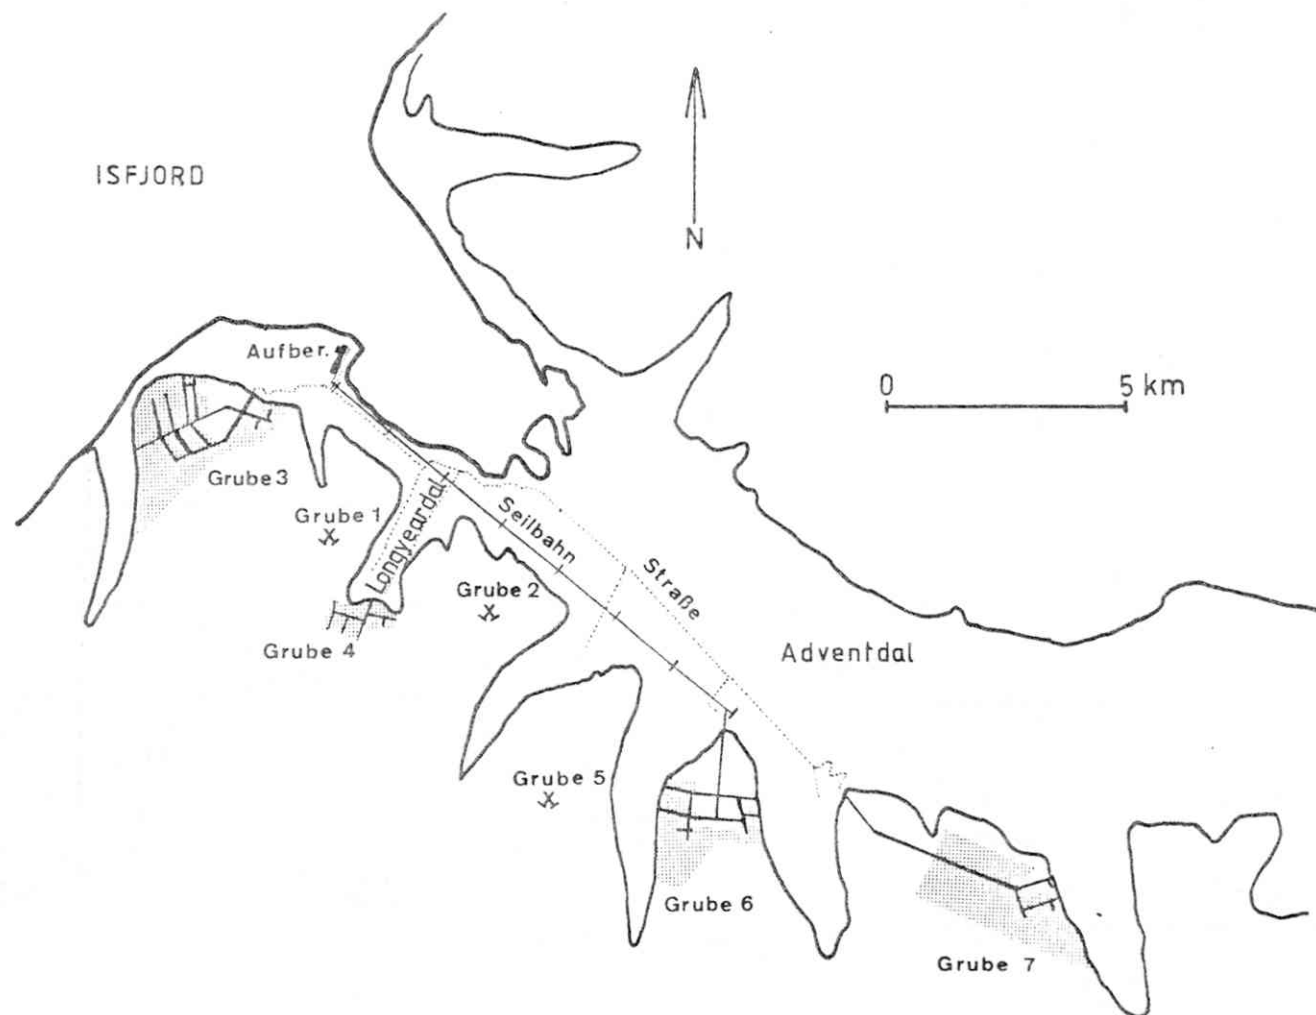 ISFJORD
N
Aufber.
0 5 km
Grube 3
Grube 1
Longyeardal
Seilbahn
Straße
Grube 2
Grube 4
Adventdal
Grube 5
Grube 6
Grube 7